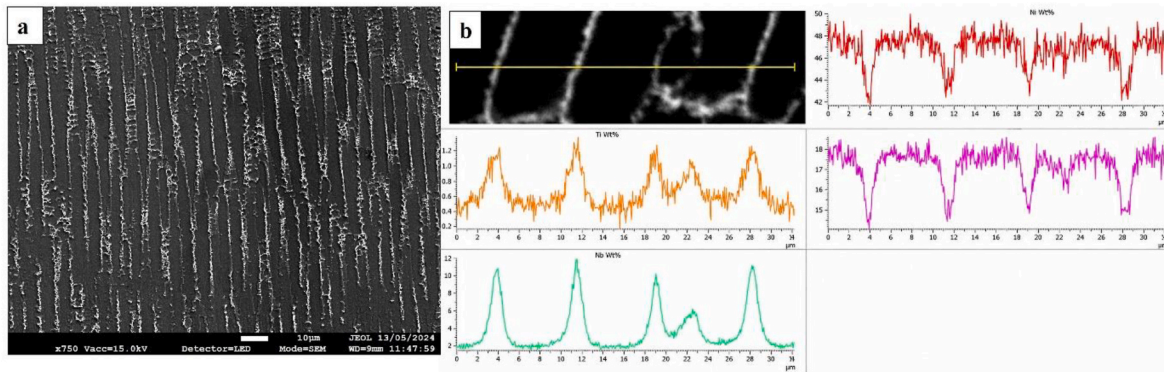 a
10μm JEOL 13/05/2024
x750 Vacc=15.0kV Detector=LED Mode=SEM WD=9mm 11:47:59
b
Ni Wt%
50
48
46
44
42
0 2 4 6 8 10 12 14 16 18 20 22 24 26 28 30
μm
Ti Wt%
1.2
1.0
0.8
0.6
0.4
0.2
0 2 4 6 8 10 12 14 16 18 20 22 24 26 28 30
μm
18
17
16
15
0 2 4 6 8 10 12 14 16 18 20 22 24 26 28 30
μm
Nb Wt%
12
10
8
6
4
2
0 2 4 6 8 10 12 14 16 18 20 22 24 26 28 30
μm